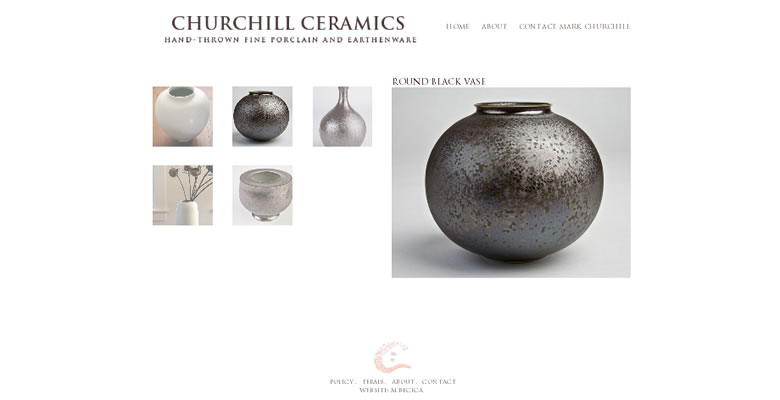 CHURCHILL CERAMICS
HAND-THROWN FINE PORCLAIN AND EARTHENWARE
HOME ABOUT CONTACT MARK CHURCHILL
ROUND BLACK VASE
POLICY. TERMS. ABOUT. CONTACT
WEBSITE: M.BECICA